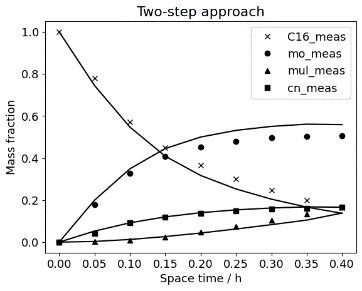 Two-step approach
C16_meas
mo_meas
mul_meas
cn_meas
1.0
0.8
0.6
0.4
0.2
0.0
Mass fraction
0.00 0.05 0.10 0.15 0.20 0.25 0.30 0.35 0.40
Space time / h